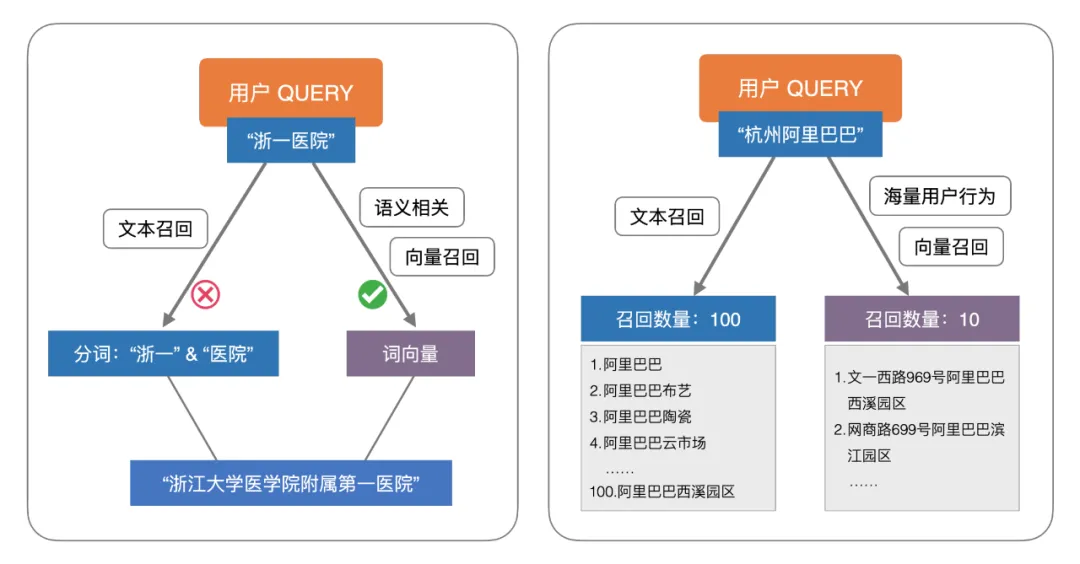 用户 QUERY
“浙一医院”
文本召回
语义相关
向量召回
分词：“浙一” & “医院”
词向量
“浙江大学医学院附属第一医院”
用户 QUERY
“杭州阿里巴巴”
文本召回
海量用户行为
向量召回
召回数量：100
1.阿里巴巴
2.阿里巴巴布艺
3.阿里巴巴陶瓷
4.阿里巴巴云市场
……
100.阿里巴巴西溪园区
召回数量：10
1.文一西路969号阿里巴巴
西溪园区
2.网商路699号阿里巴巴滨
江园区
……